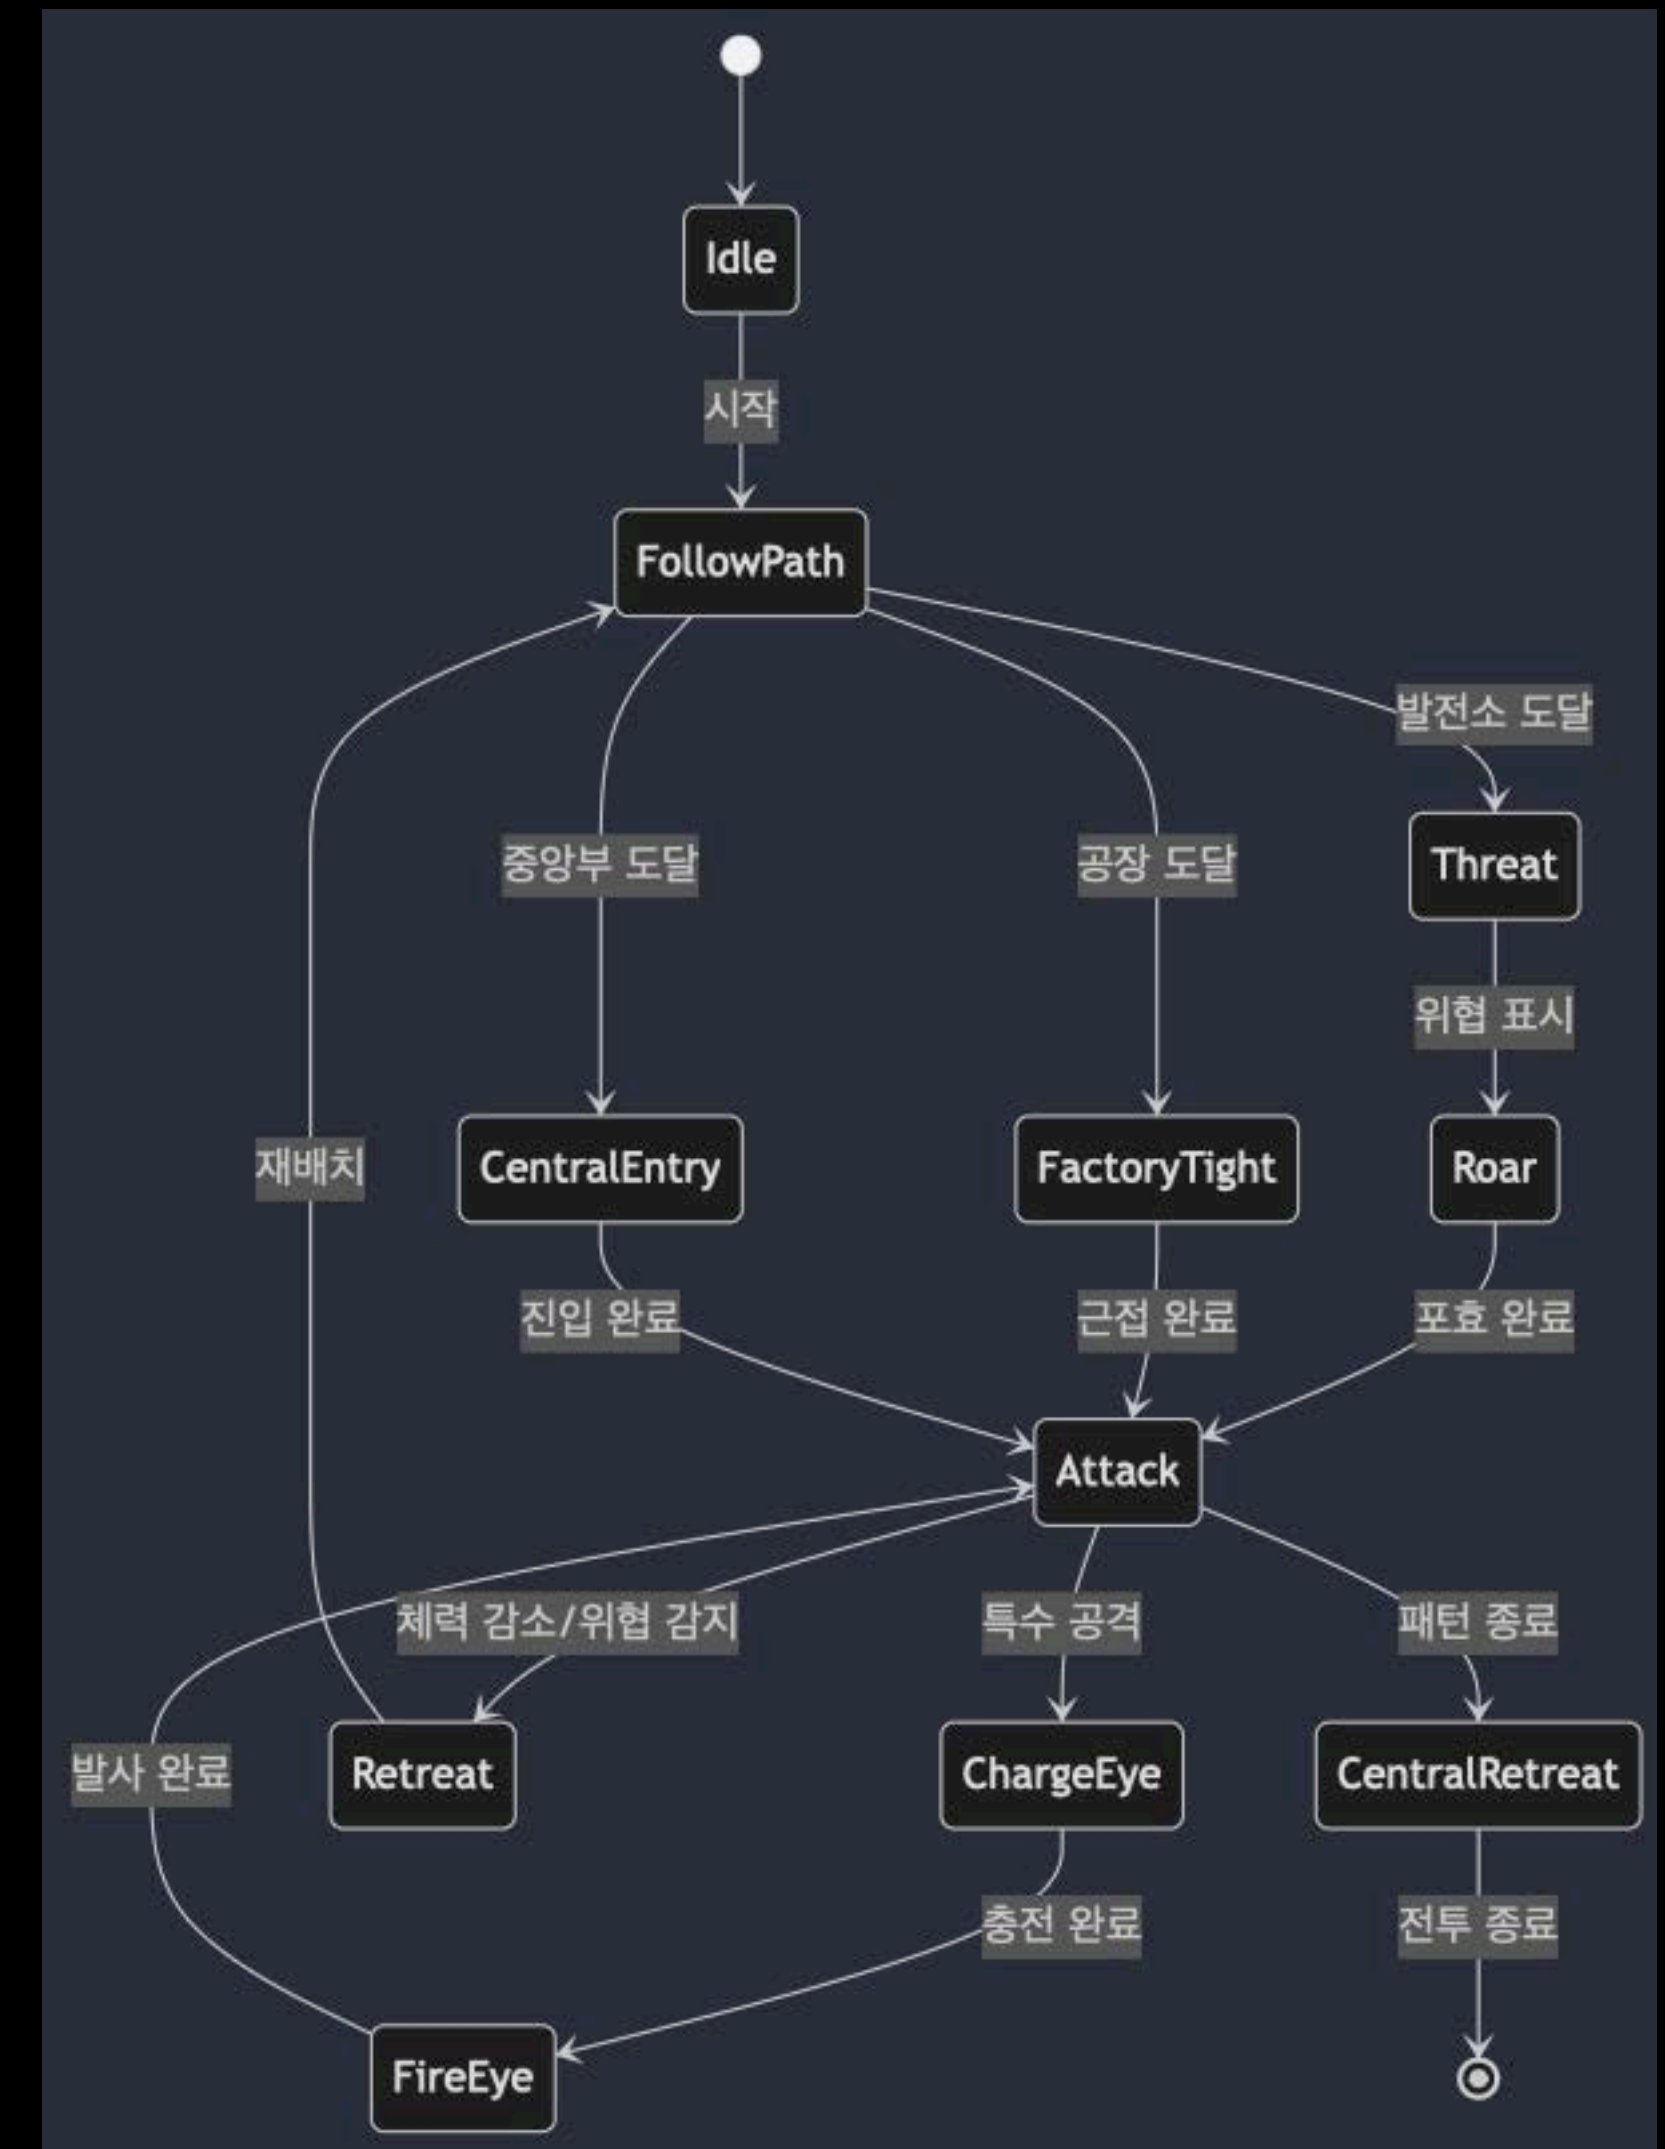 Idle
시작
FollowPath
발전소 도달
중앙부 도달
공장 도달
Threat
위협 표시
재배치
CentralEntry
FactoryTight
Roar
진입 완료
근접 완료
포효 완료
Attack
체력 감소/위협 감지
특수 공격
패턴 종료
발사 완료
Retreat
ChargeEye
CentralRetreat
충전 완료
전투 종료
FireEye